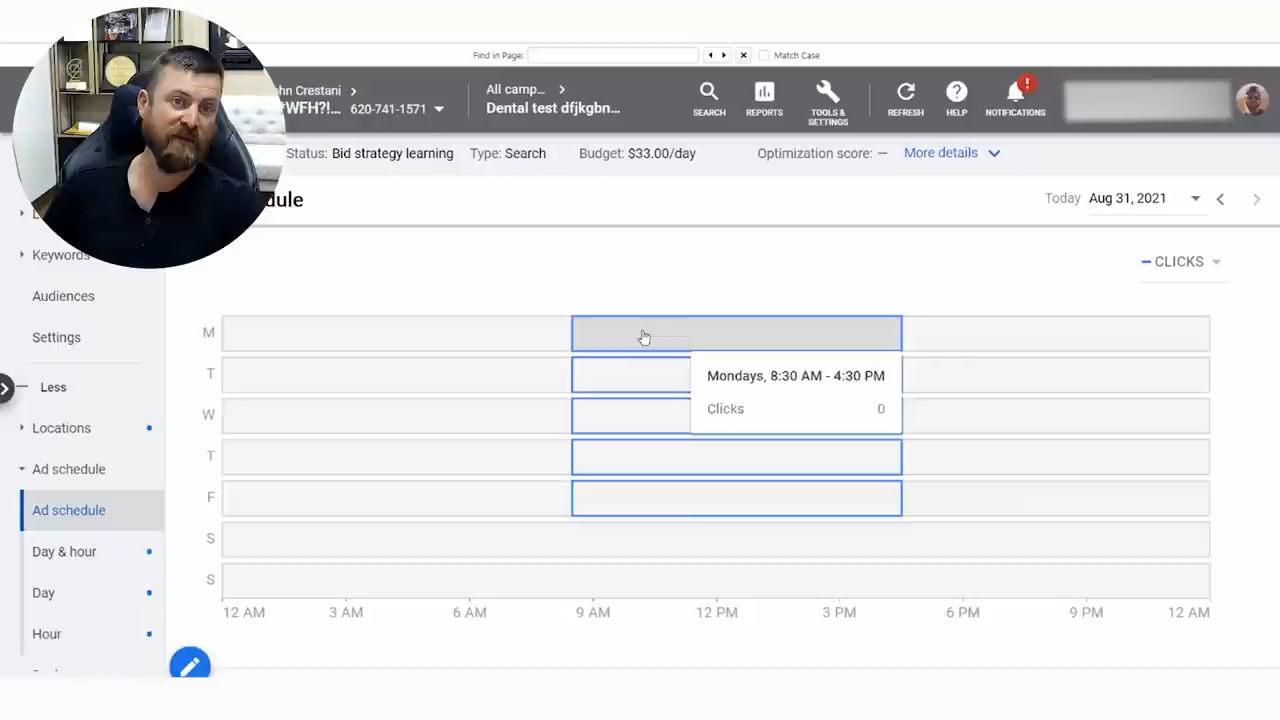 Find in Page:
Match Case
hn Crestani
WFH?!... 620-741-1571
All camp...
Dental test dfjkgbn...
SEARCH
REPORTS
TOOLS &
SETTINGS
REFRESH
HELP
!
NOTIFICATIONS
Status: Bid strategy learning Type: Search Budget: $33.00/day Optimization score: — More details
dule
Today Aug 31, 2021
Keywords
CLICKS
Audiences
Settings
Less
Locations
Ad schedule
Ad schedule
Day & hour
Day
Hour
M
T
W
T
F
S
S
Mondays, 8:30 AM - 4:30 PM
Clicks 0
12 AM 3 AM 6 AM 9 AM 12 PM 3 PM 6 PM 9 PM 12 AM